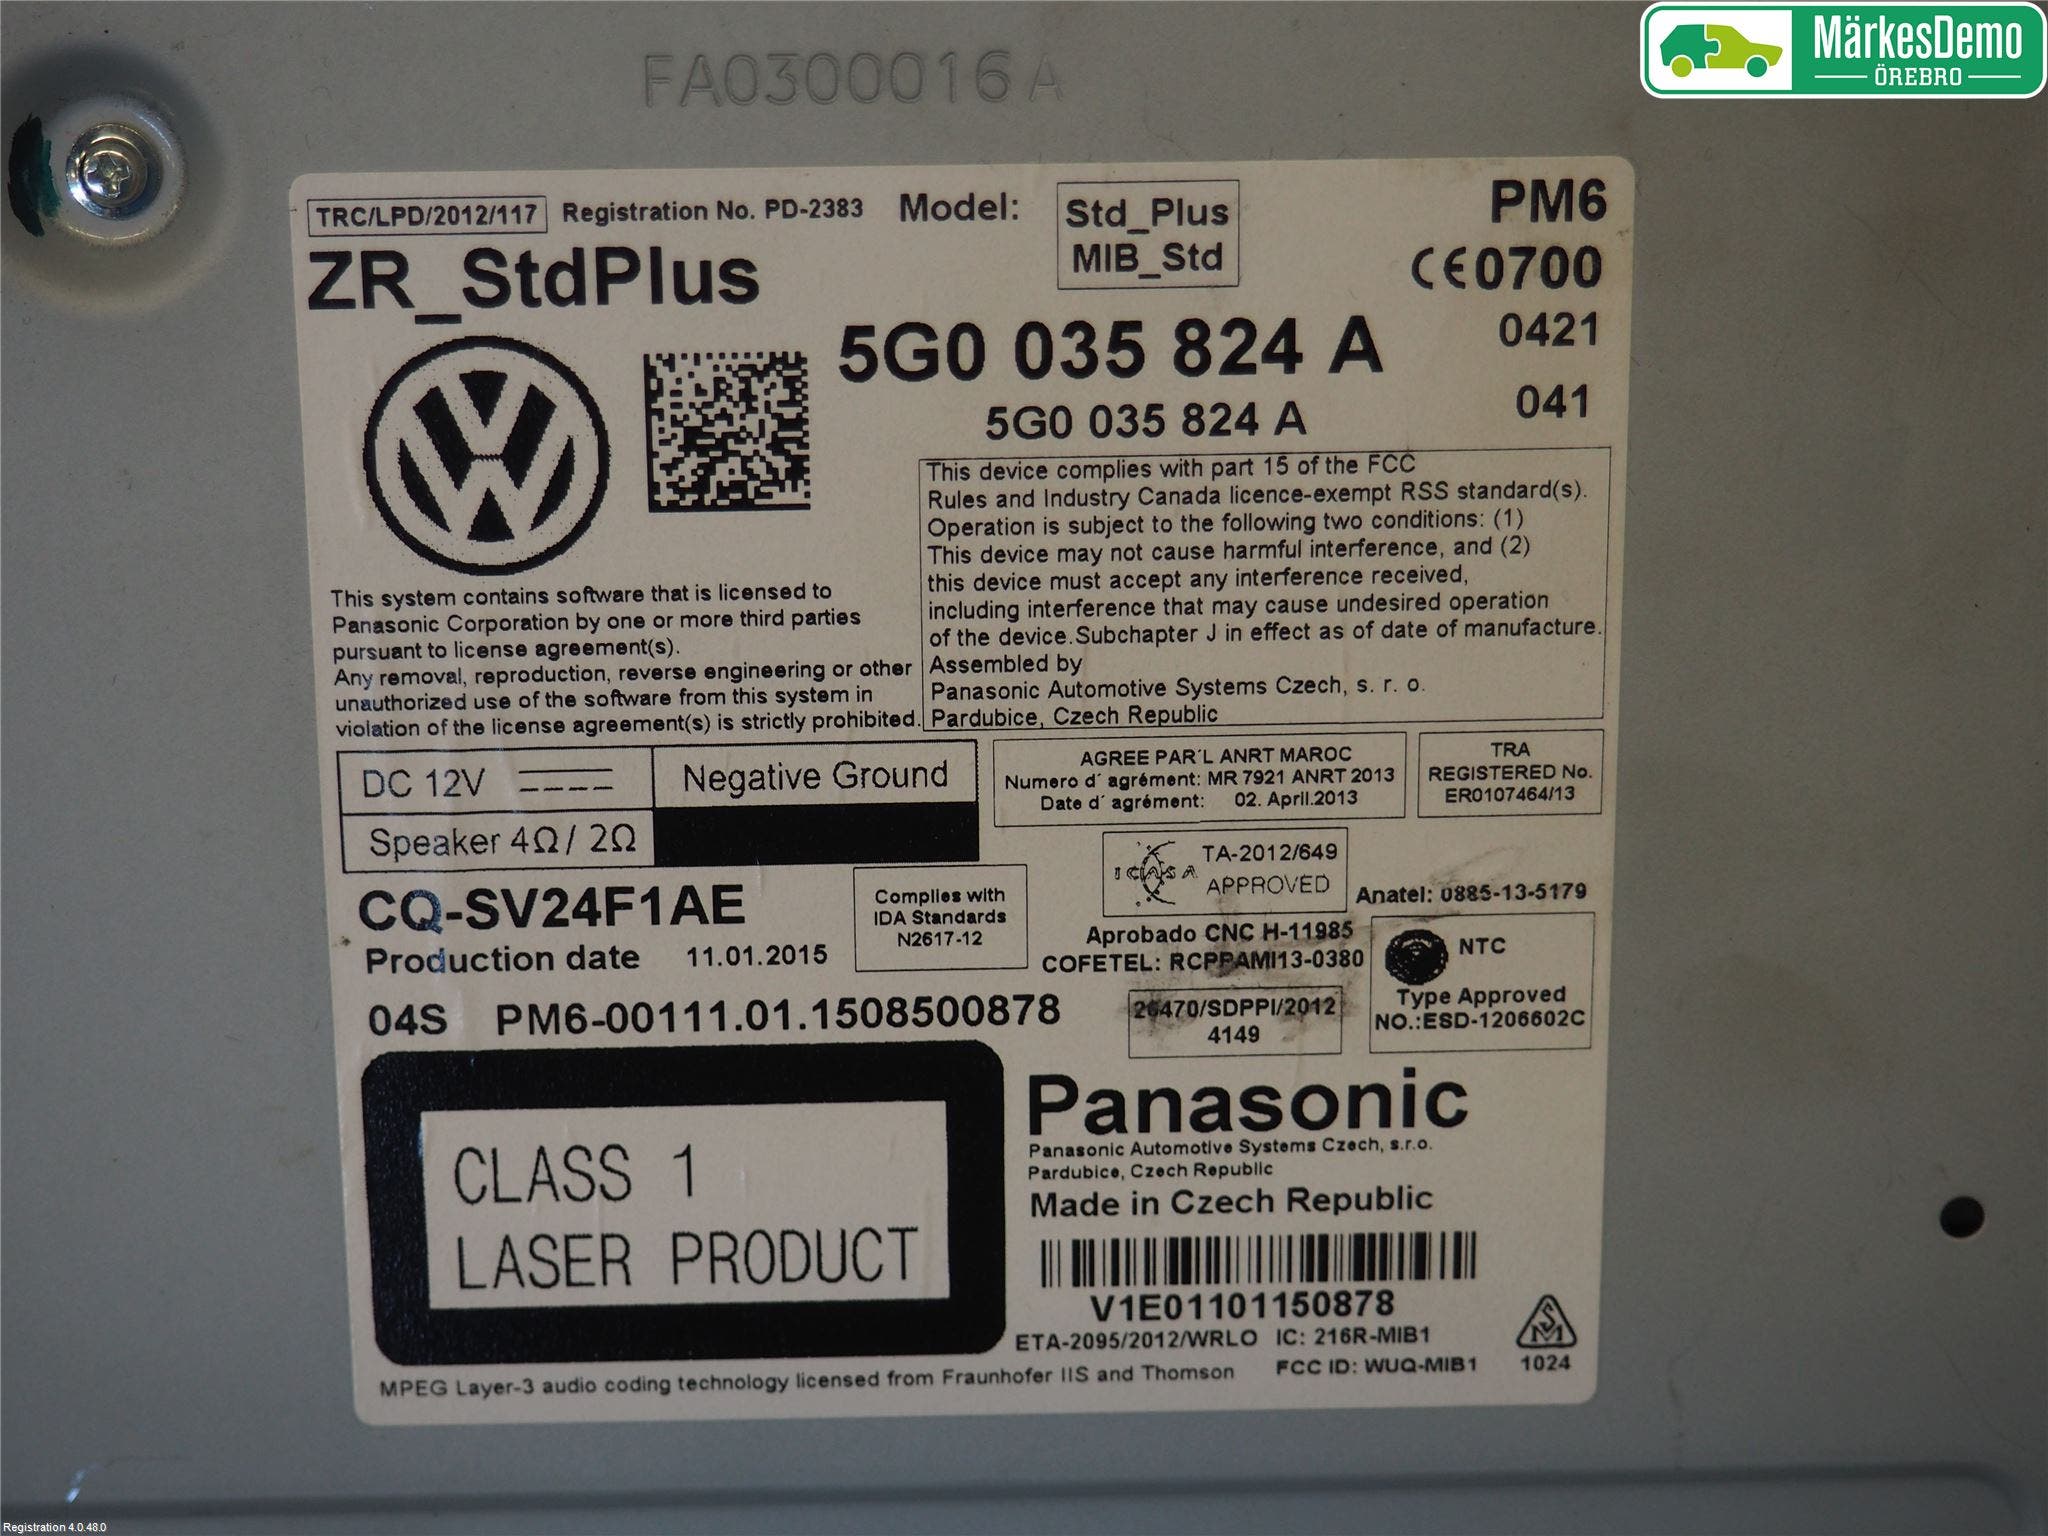 MärkesDemo
ÖREBRO
FA0300016A
TRC/LPD/2012/117 Registration No. PD-2383 Model: Std_Plus
MIB_Std
PM6
ZR_StdPlus
CE0700
0421
041
5G0 035 824 A
5G0 035 824 A
This device complies with part 15 of the FCC
Rules and Industry Canada licence-exempt RSS standard(s).
Operation is subject to the following two conditions: (1)
This device may not cause harmful interference, and (2)
this device must accept any interference received,
including interference that may cause undesired operation
of the device.Subchapter J in effect as of date of manufacture.
Assembled by
Panasonic Automotive Systems Czech, s. r. o.
Pardubice, Czech Republic
This system contains software that is licensed to
Panasonic Corporation by one or more third parties
pursuant to license agreement(s).
Any removal, reproduction, reverse engineering or other
unauthorized use of the software from this system in
violation of the license agreement(s) is strictly prohibited.
DC 12V Negative Ground
Speaker 4Ω/ 2Ω
AGREE PAR´L ANRT MAROC
Numero d´ agrément: MR 7921 ANRT 2013
Date d´ agrément: 02. April.2013
TRA
REGISTERED No.
ER0107464/13
ICASA TA-2012/649
APPROVED
CQ-SV24F1AE
Production date 11.01.2015
Complies with
IDA Standards
N2617-12
Anatel: 0885-13-5179
Aprobado CNC H-11985
COFETEL: RCPPAMI13-0380
NTC
Type Approved
NO.:ESD-1206602C
04S PM6-00111.01.1508500878
26470/SDPPI/2012
4149
CLASS 1
LASER PRODUCT
Panasonic
Panasonic Automotive Systems Czech, s.r.o.
Pardubice, Czech Republic
Made in Czech Republic
V1E01101150878
ETA-2095/2012/WRLO IC: 216R-MIB1
FCC ID: WUQ-MIB1
SM
1024
MPEG Layer-3 audio coding technology licensed from Fraunhofer IIS and Thomson
Registration 4.0.48.0